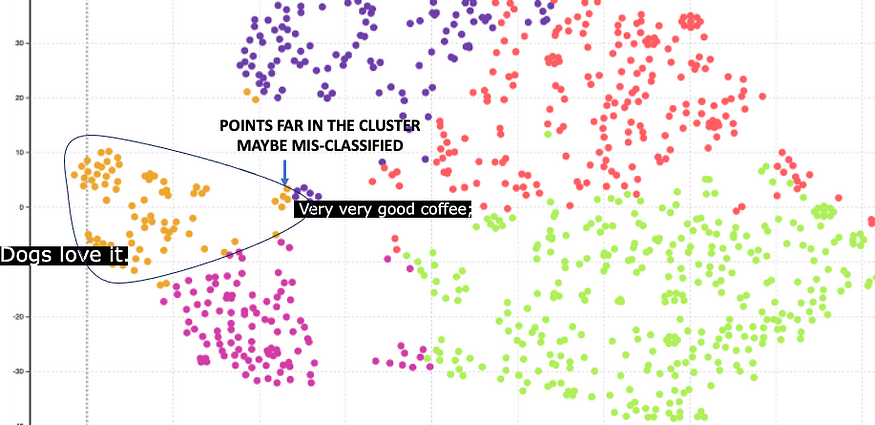 30
20
10
POINTS FAR IN THE CLUSTER
MAYBE MIS-CLASSIFIED
0
Very very good coffee;
Dogs love it.
-20
-30